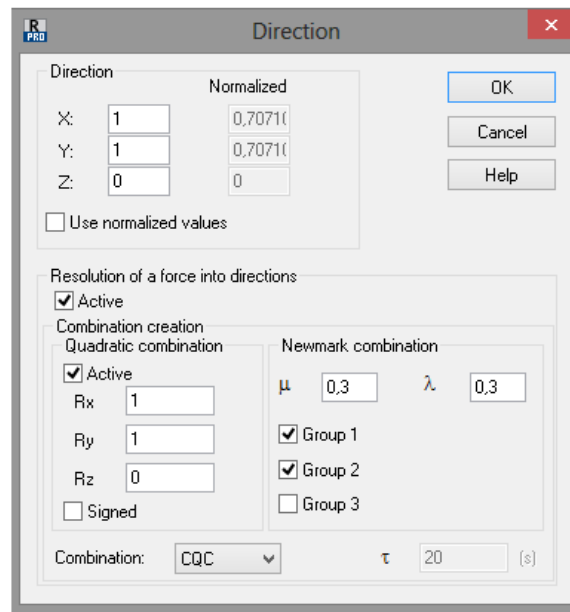 R PRO Direction
Direction
Normalized
X: 1 0,7071(
Y: 1 0,7071(
Z: 0 0
Use normalized values
OK
Cancel
Help
Resolution of a force into directions
Active
Combination creation
Quadratic combination
Active
Rx 1
Ry 1
Rz 0
Signed
Newmark combination
μ 0,3 λ 0,3
Group 1
Group 2
Group 3
Combination: CQC τ 20 (s)